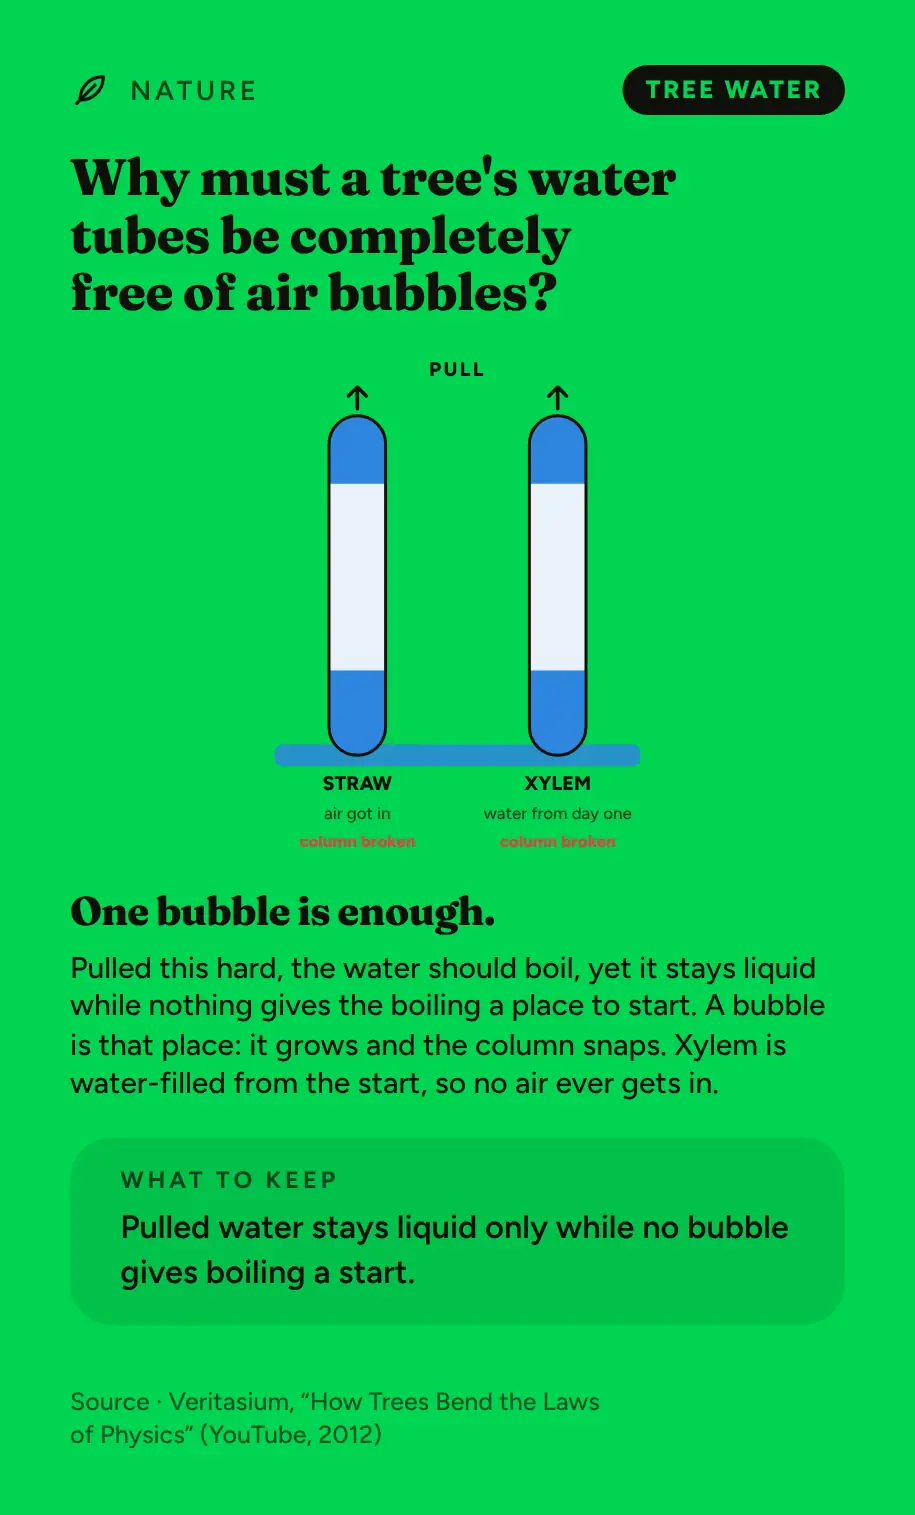 NATURE
TREE WATER
Why must a tree's water
tubes be completely
free of air bubbles?
PULL
STRAW
XYLEM
air got in
water from day one
column broken
column broken
One bubble is enough.
Pulled this hard, the water should boil, yet it stays liquid
while nothing gives the boiling a place to start. A bubble
is that place: it grows and the column snaps. Xylem is
water-filled from the start, so no air ever gets in.
WHAT TO KEEP
Pulled water stays liquid only while no bubble
gives boiling a start.
Source · Veritasium, “How Trees Bend the Laws
of Physics” (YouTube, 2012)